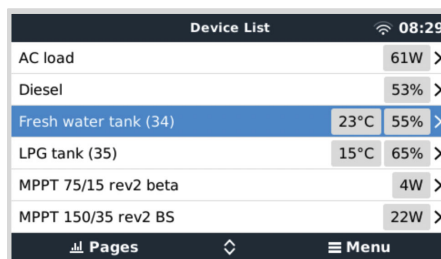 Device List 08:29
AC load 61W
Diesel 53%
Fresh water tank (34) 23°C 55%
LPG tank (35) 15°C 65%
MPPT 75/15 rev2 beta 4W
MPPT 150/35 rev2 BS 22W
Pages Menu